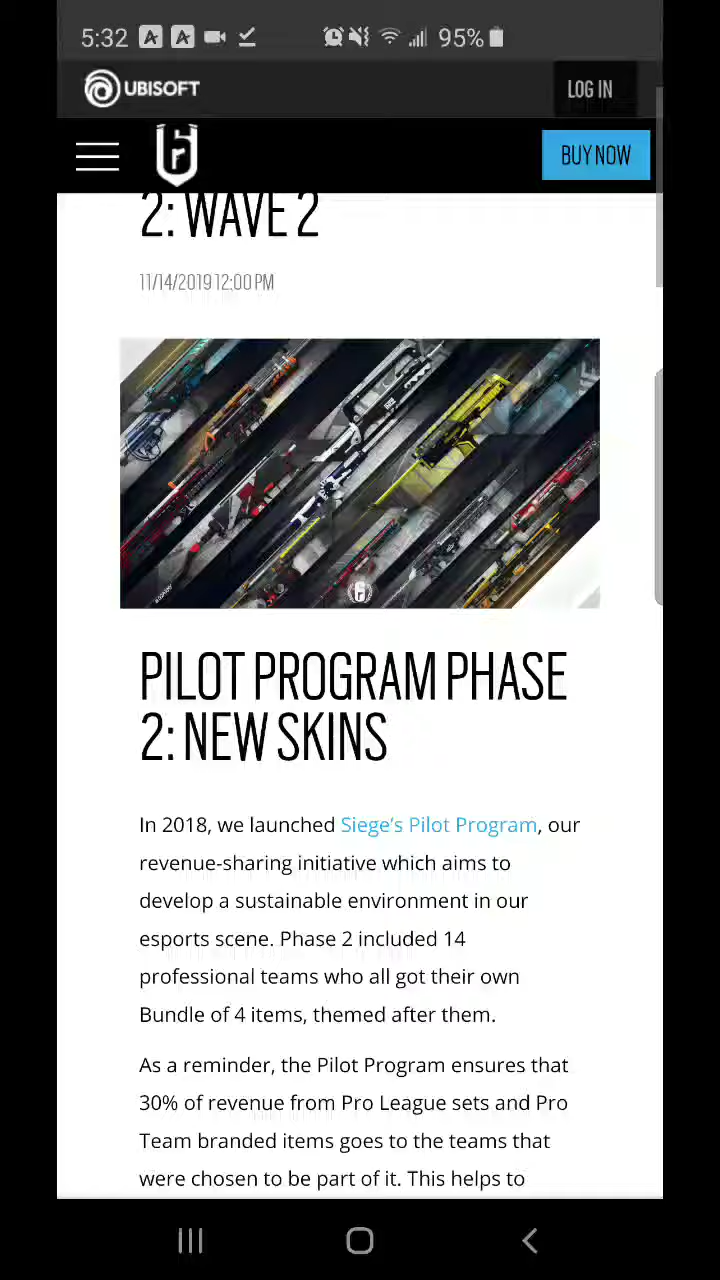 5:32
95%
UBISOFT
LOG IN
BUY NOW
2: WAVE 2
11/14/2019 12:00 PM
PILOT PROGRAM PHASE
2: NEW SKINS
In 2018, we launched Siege’s Pilot Program, our
revenue-sharing initiative which aims to
develop a sustainable environment in our
esports scene. Phase 2 included 14
professional teams who all got their own
Bundle of 4 items, themed after them.
As a reminder, the Pilot Program ensures that
30% of revenue from Pro League sets and Pro
Team branded items goes to the teams that
were chosen to be part of it. This helps to